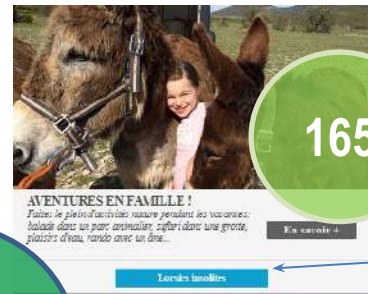 165
AVENTURES EN FAMILLE !
Faites le plein d'activités nature pendant les vacances:
balade dans un parc animalier, safari dans une grotte,
plaisirs d'eau, rando avec un âne...
En savoir +
Loisirs insolites